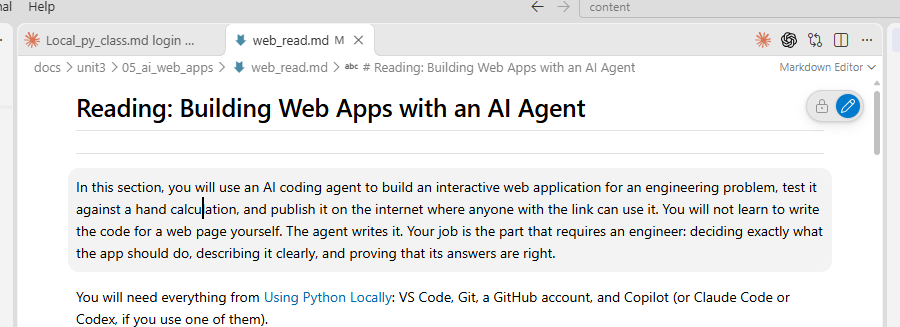 Help
content
Local_py_class.md login ...
web_read.md M
docs > unit3 > 05_ai_web_apps > web_read.md > abc # Reading: Building Web Apps with an AI Agent
Markdown Editor
Reading: Building Web Apps with an AI Agent
In this section, you will use an AI coding agent to build an interactive web application for an engineering problem, test it
against a hand calculation, and publish it on the internet where anyone with the link can use it. You will not learn to write
the code for a web page yourself. The agent writes it. Your job is the part that requires an engineer: deciding exactly what
the app should do, describing it clearly, and proving that its answers are right.
You will need everything from Using Python Locally: VS Code, Git, a GitHub account, and Copilot (or Claude Code or
Codex, if you use one of them).